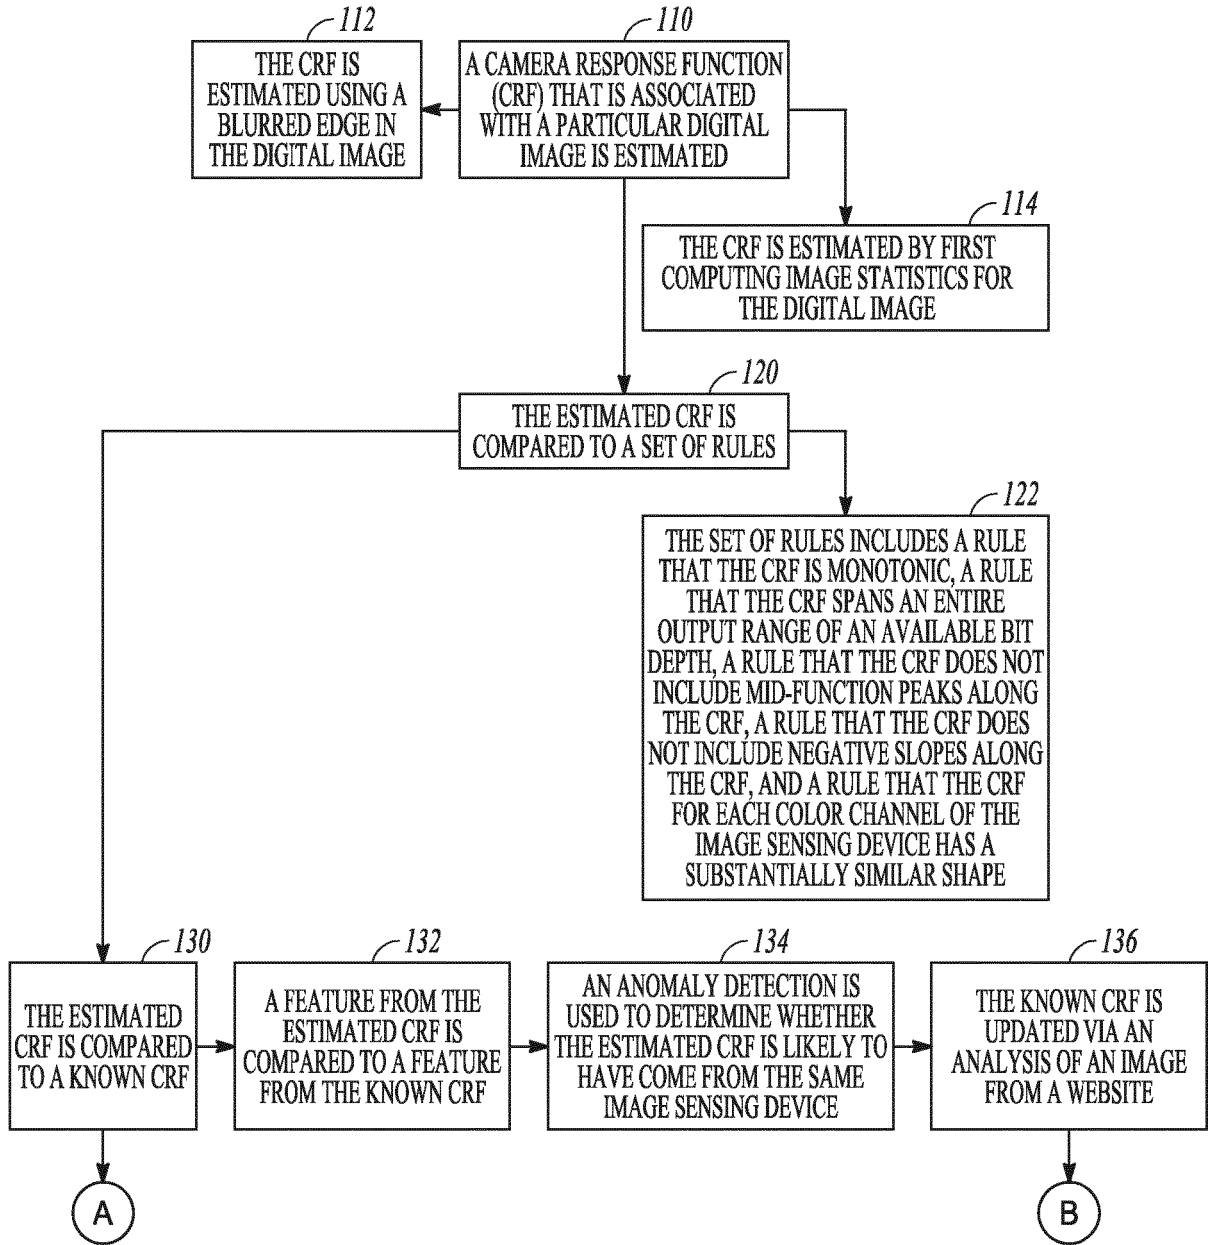 112
THE CRF IS
ESTIMATED USING A
BLURRED EDGE IN
THE DIGITAL IMAGE
110
A CAMERA RESPONSE FUNCTION
(CRF) THAT IS ASSOCIATED
WITH A PARTICULAR DIGITAL
IMAGE IS ESTIMATED
114
THE CRF IS ESTIMATED BY FIRST
COMPUTING IMAGE STATISTICS FOR
THE DIGITAL IMAGE
120
THE ESTIMATED CRF IS
COMPARED TO A SET OF RULES
122
THE SET OF RULES INCLUDES A RULE
THAT THE CRF IS MONOTONIC, A RULE
THAT THE CRF SPANS AN ENTIRE
OUTPUT RANGE OF AN AVAILABLE BIT
DEPTH, A RULE THAT THE CRF DOES NOT
INCLUDE MID-FUNCTION PEAKS ALONG
THE CRF, A RULE THAT THE CRF DOES
NOT INCLUDE NEGATIVE SLOPES ALONG
THE CRF, AND A RULE THAT THE CRF
FOR EACH COLOR CHANNEL OF THE
IMAGE SENSING DEVICE HAS A
SUBSTANTIALLY SIMILAR SHAPE
130
THE ESTIMATED
CRF IS COMPARED
TO A KNOWN CRF
132
A FEATURE FROM THE
ESTIMATED CRF IS
COMPARED TO A FEATURE
FROM THE KNOWN CRF
134
AN ANOMALY DETECTION IS
USED TO DETERMINE WHETHER
THE ESTIMATED CRF IS LIKELY TO
HAVE COME FROM THE SAME
IMAGE SENSING DEVICE
136
THE KNOWN CRF IS
UPDATED VIA AN
ANALYSIS OF AN IMAGE
FROM A WEBSITE
A
B